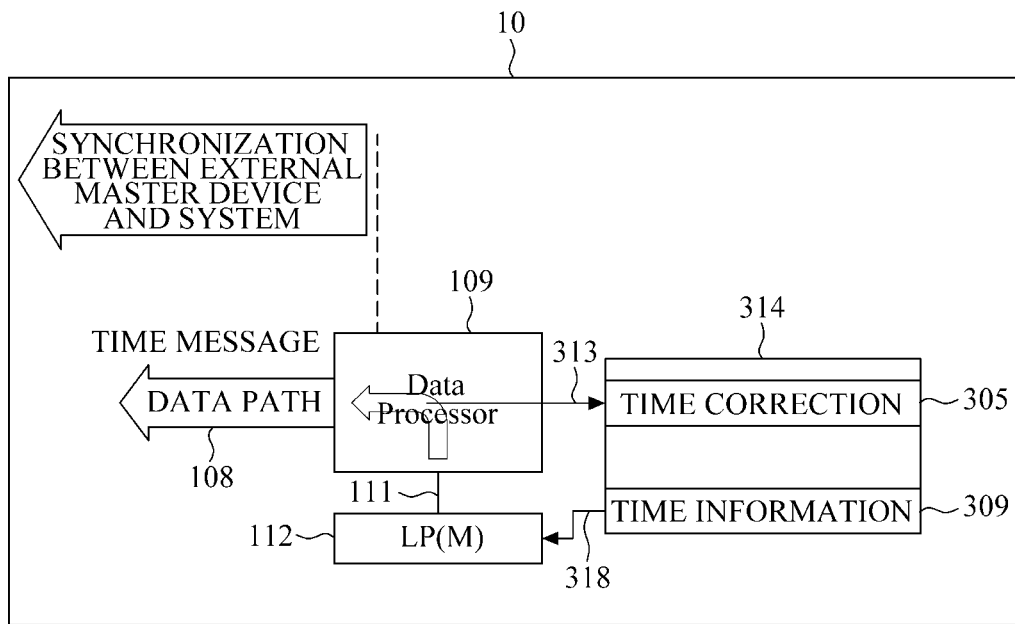 10
SYNCHRONIZATION
BETWEEN EXTERNAL
MASTER DEVICE
AND SYSTEM
109
314
TIME MESSAGE
313
DATA PATH
Data
Processor
TIME CORRECTION
305
108
111
112
LP(M)
TIME INFORMATION
309
318